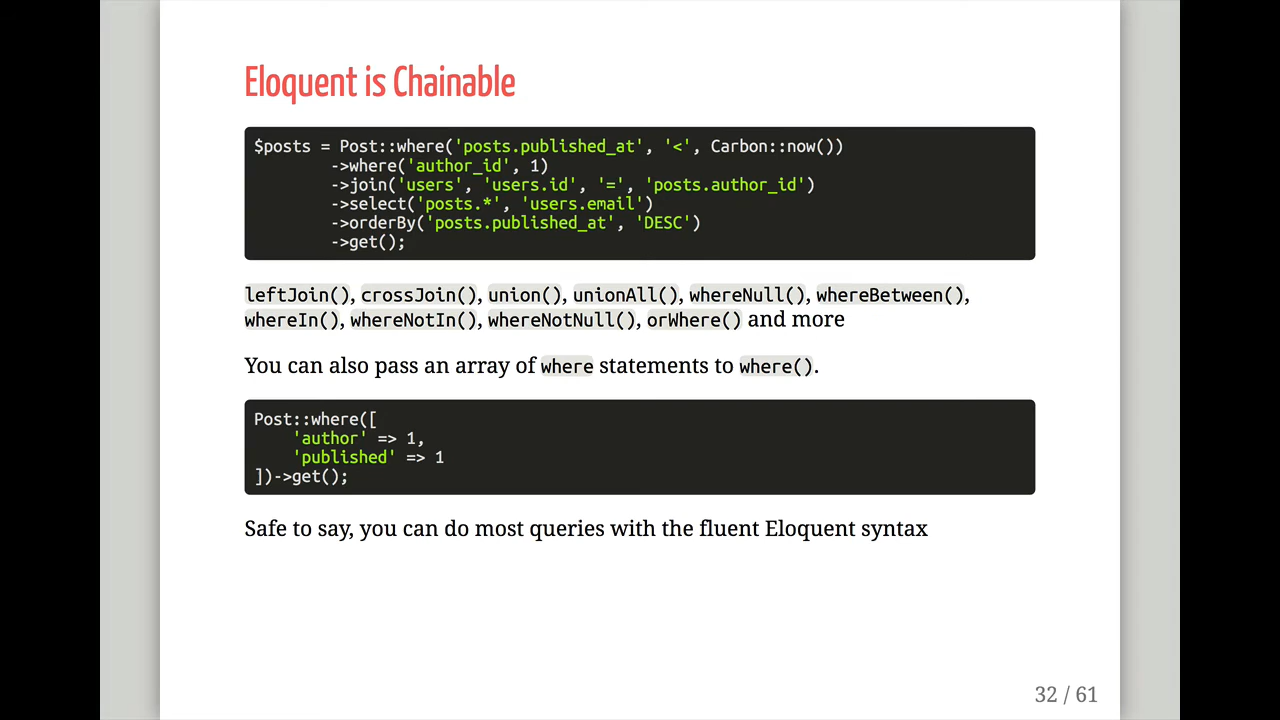 Eloquent is Chainable
$posts = Post::where('posts.published_at', '<', Carbon::now())
->where('author_id', 1)
->join('users', 'users.id', '=', 'posts.author_id')
->select('posts.*', 'users.email')
->orderBy('posts.published_at', 'DESC')
->get();
leftJoin(), crossJoin(), union(), unionAll(), whereNull(), whereBetween(),
whereIn(), whereNotIn(), whereNotNull(), orWhere() and more
You can also pass an array of where statements to where().
Post::where([
'author' => 1,
'published' => 1
])->get();
Safe to say, you can do most queries with the fluent Eloquent syntax
32 / 61